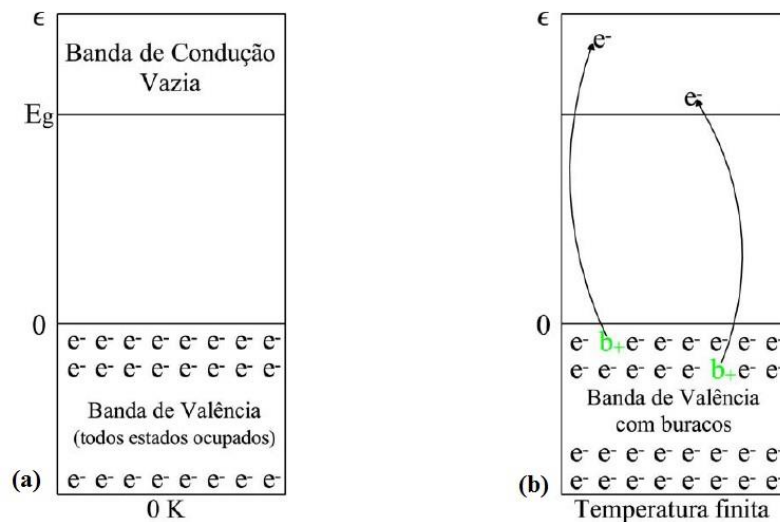 ϵ
Banda de Condução
Vazia
Eg
0
e- e- e- e- e- e- e- e-
e- e- e- e- e- e- e- e-
Banda de Valência
(todos estados ocupados)
(a)
e- e- e- e- e- e- e- e-
0 K
ϵ
e-
e-
0
e- b+ e- e- e- e- e- e-
e- e- e- e- e- b+ e- e-
Banda de Valência
com buracos
e- e- e- e- e- e- e- e-
(b)
e- e- e- e- e- e- e- e-
Temperatura finita